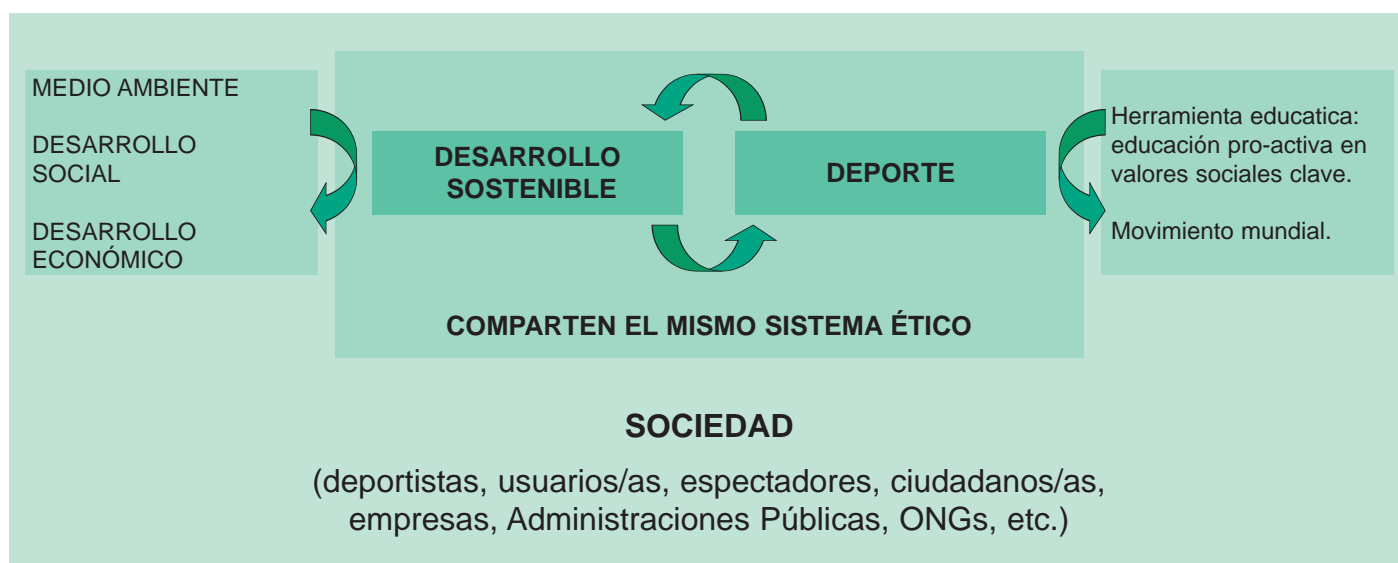 MEDIO AMBIENTE
DESARROLLO
SOCIAL
DESARROLLO
ECONÓMICO
DESARROLLO
SOSTENIBLE
DEPORTE
Herramienta educatica:
educación pro-activa en
valores sociales clave.
Movimiento mundial.
COMPARTEN EL MISMO SISTEMA ÉTICO
SOCIEDAD
(deportistas, usuarios/as, espectadores, ciudadanos/as,
empresas, Administraciones Públicas, ONGs, etc.)